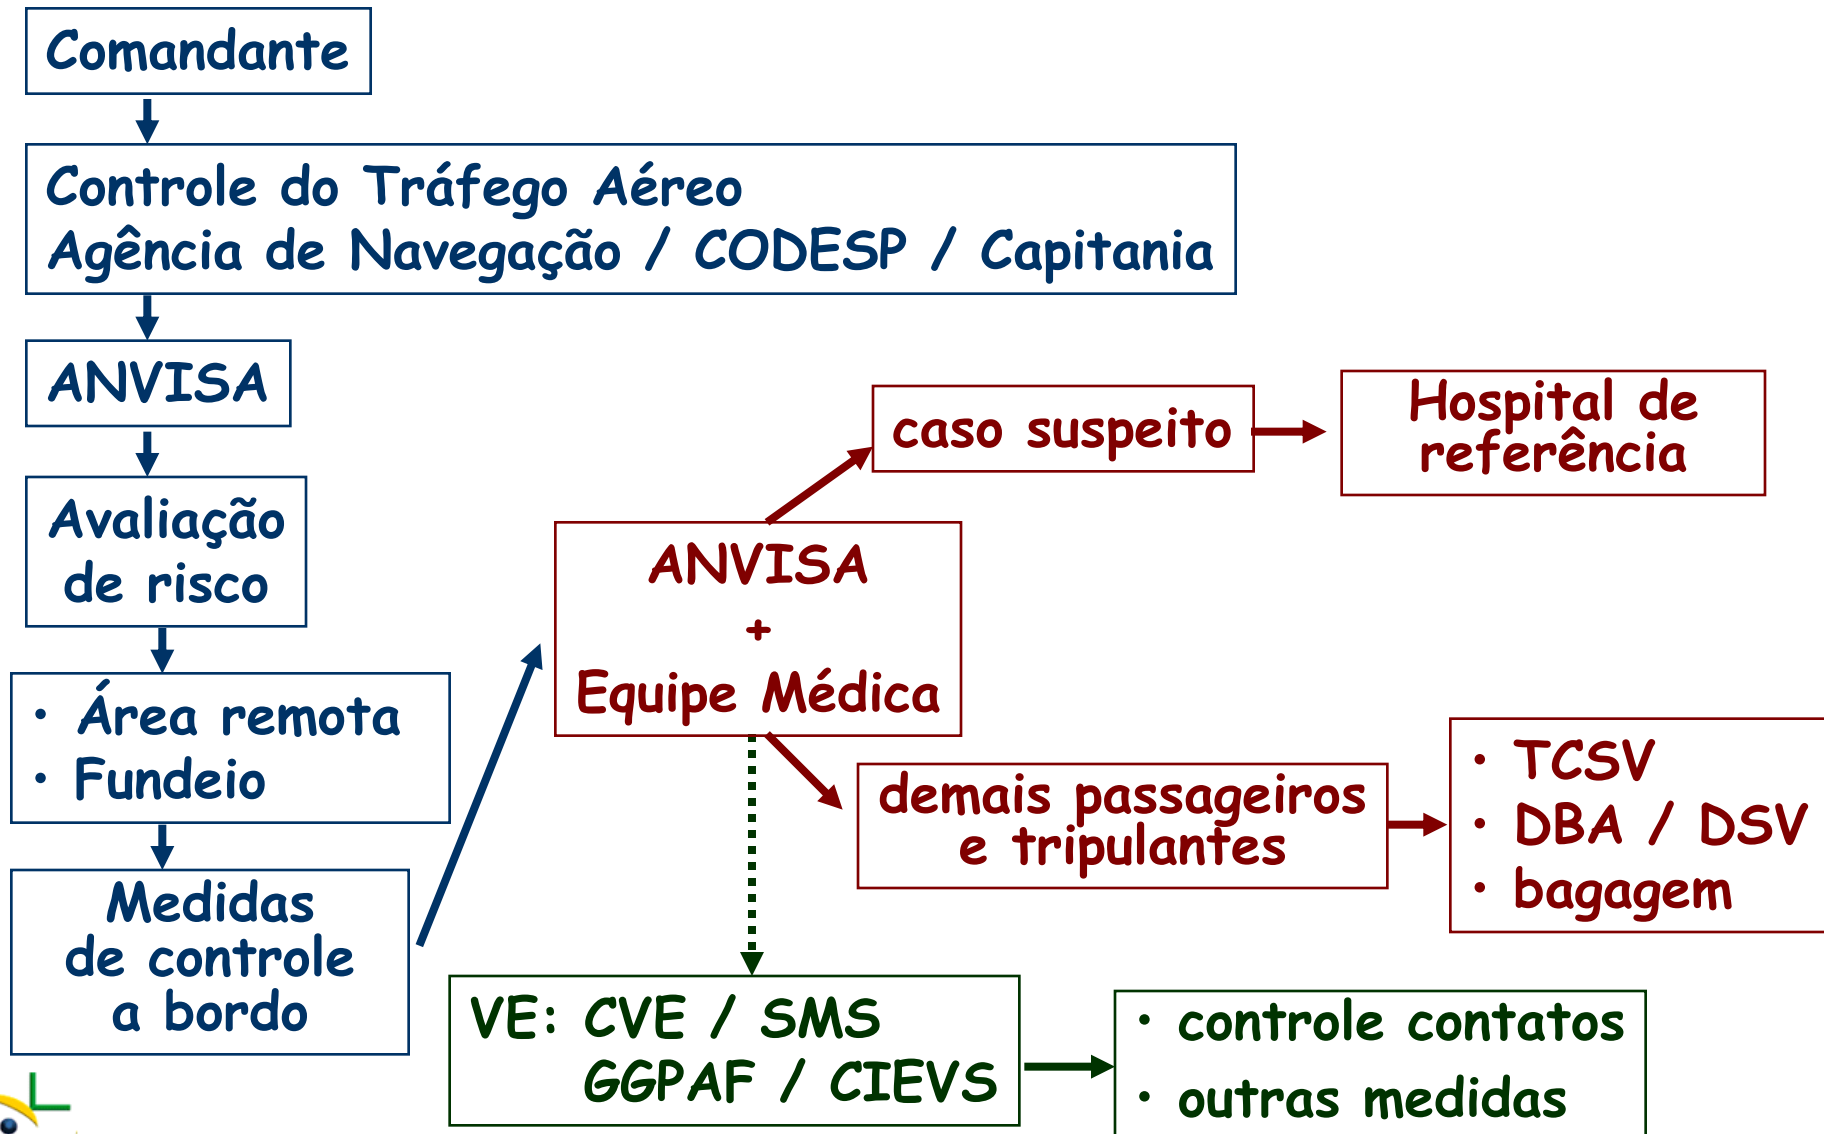 Comandante
Controle do Tráfego Aéreo
Agência de Navegação / CODESP / Capitania
ANVISA
Avaliação
de risco
• Área remota
• Fundeio
Medidas
de controle
a bordo
ANVISA
+
Equipe Médica
caso suspeito
Hospital de
referência
demais passageiros
e tripulantes
• TCSV
• DBA / DSV
• bagagem
VE: CVE / SMS
GGPAF / CIEVS
• controle contatos
• outras medidas